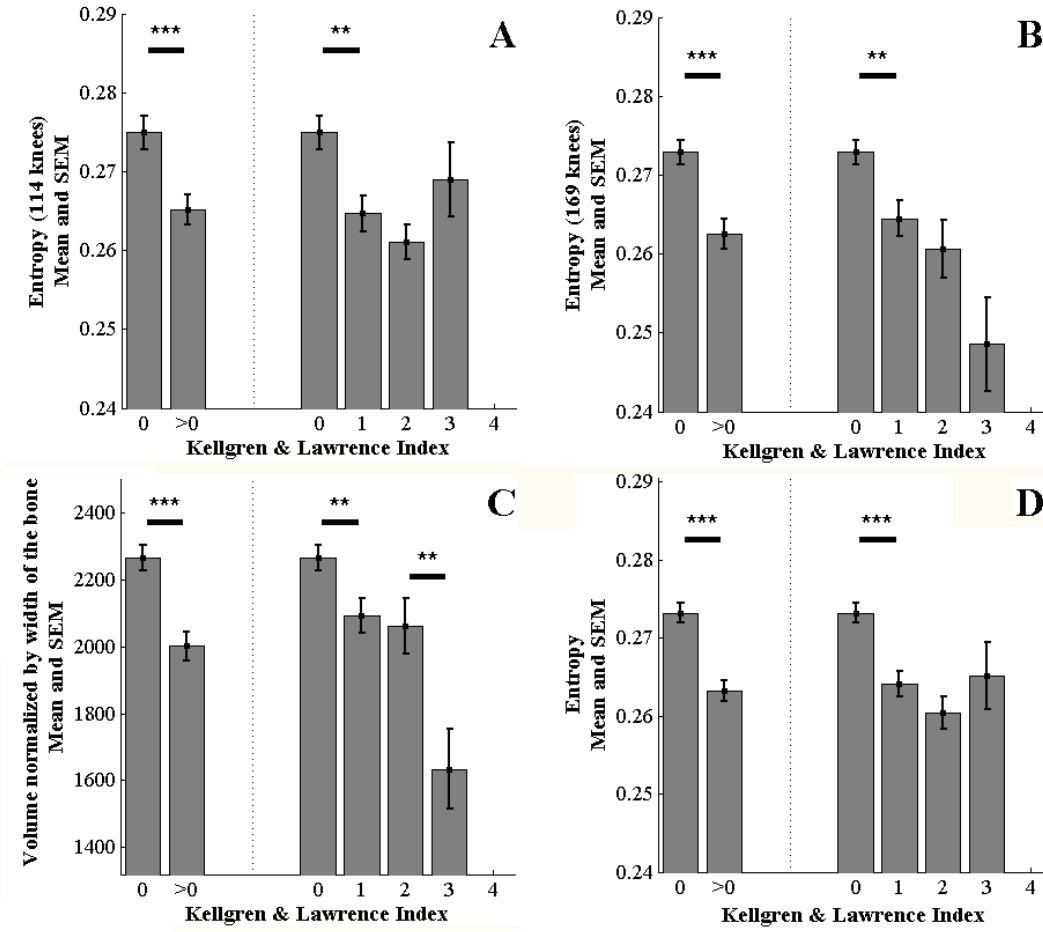 A
Entropy (114 knees)
Mean and SEM
0.29
0.28
0.27
0.26
0.25
0.24
*** **
0 >0 0 1 2 3 4
Kellgren & Lawrence Index
B
Entropy (169 knees)
Mean and SEM
0.29
0.28
0.27
0.26
0.25
0.24
*** **
0 >0 0 1 2 3 4
Kellgren & Lawrence Index
C
Volume normalized by width of the bone
Mean and SEM
2400
2200
2000
1800
1600
1400
*** **
**
0 >0 0 1 2 3 4
Kellgren & Lawrence Index
D
Entropy
Mean and SEM
0.29
0.28
0.27
0.26
0.25
0.24
*** ***
0 >0 0 1 2 3 4
Kellgren & Lawrence Index